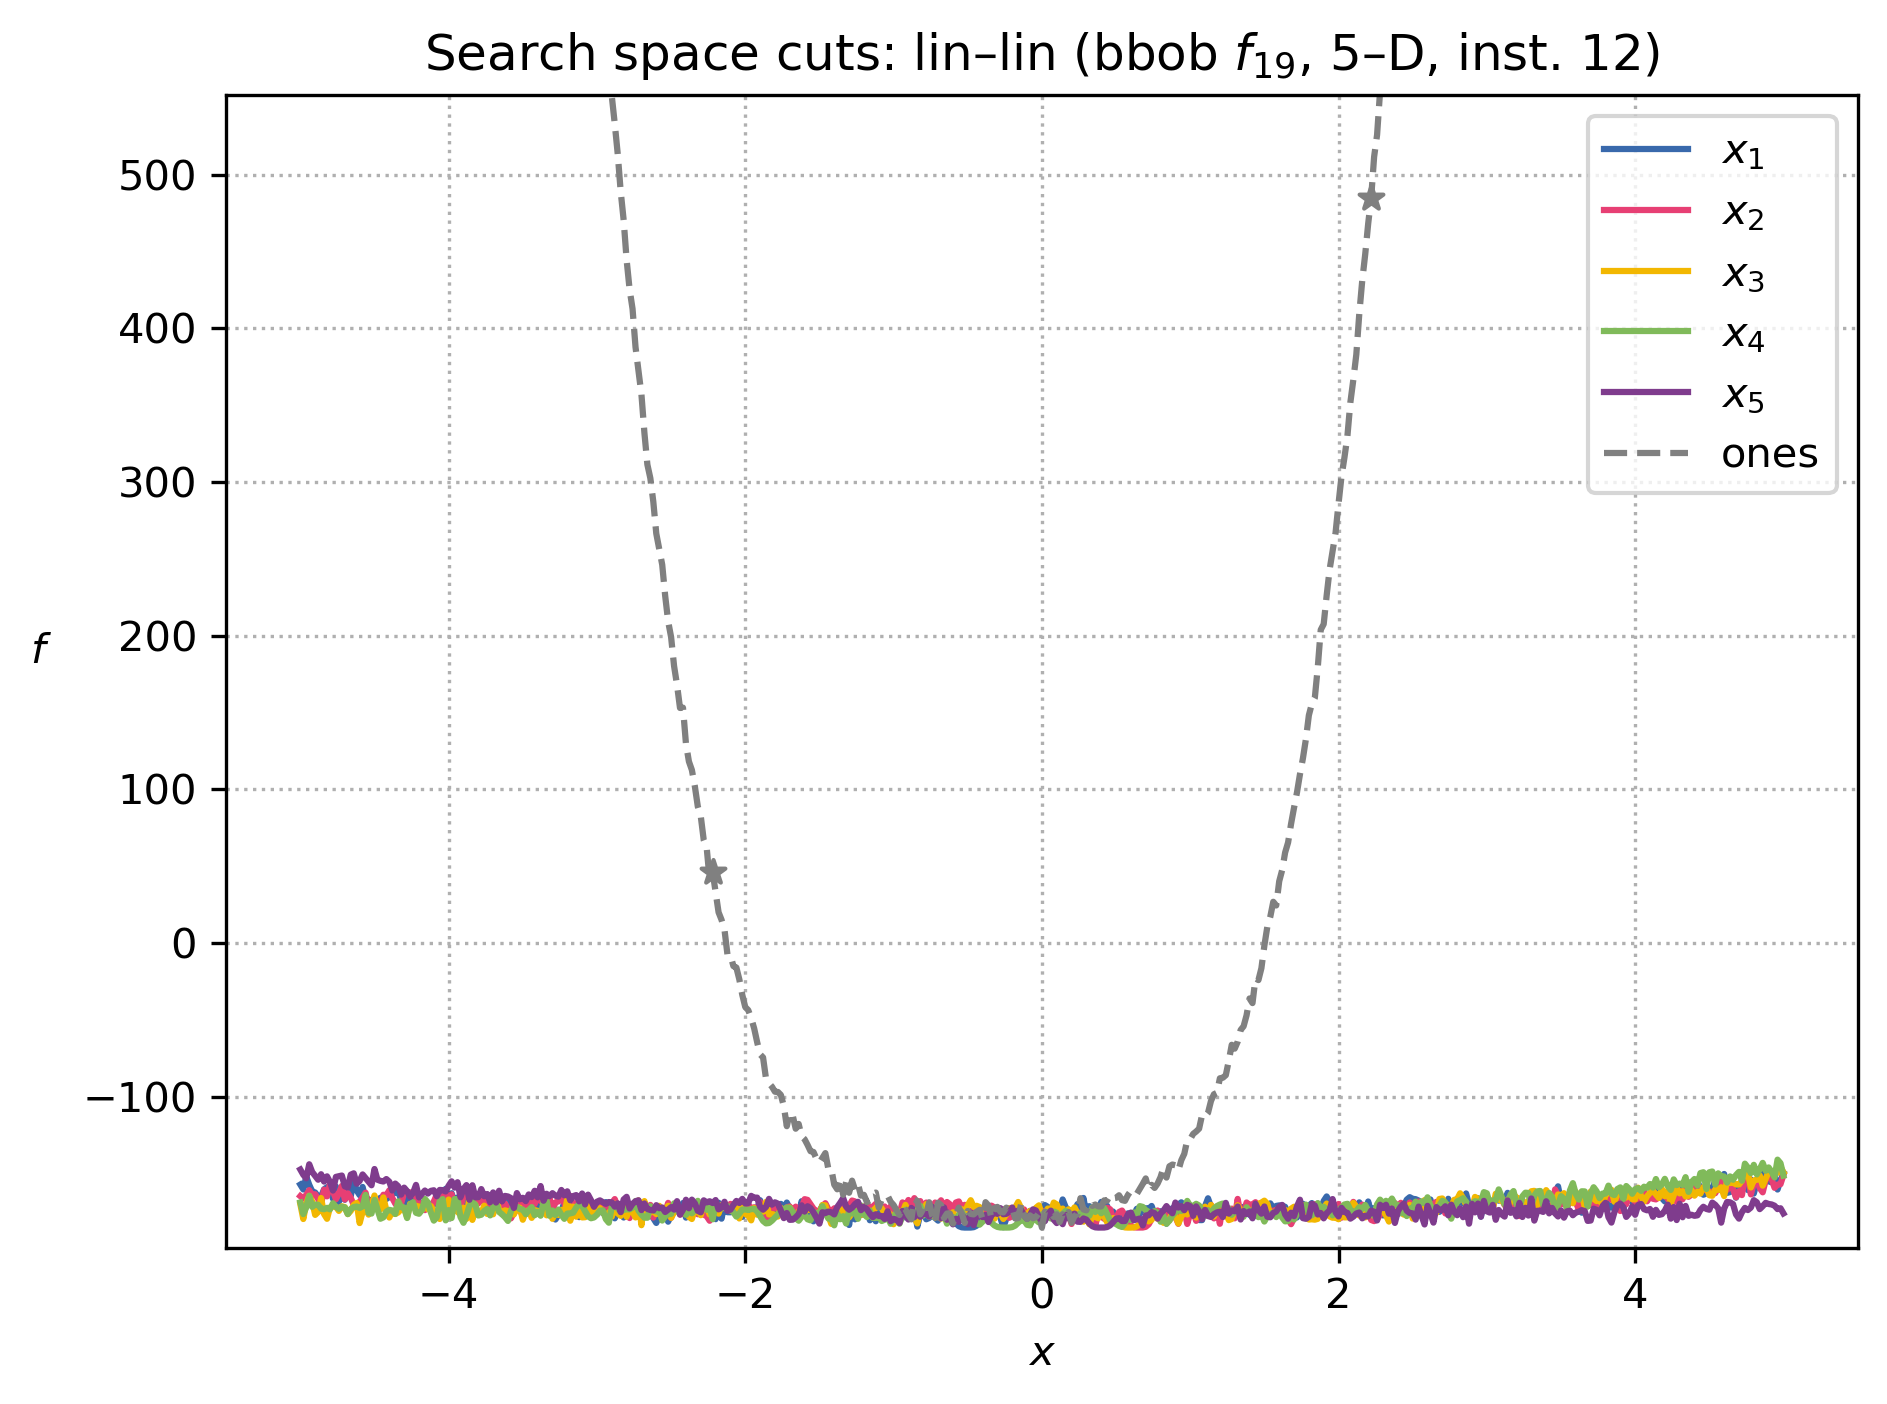 Search space cuts: lin–lin (bbob f₁₉, 5–D, inst. 12)
500
400
300
200
100
0
−100
f
−4
−2
0
2
4
x
x₁
x₂
x₃
x₄
x₅
ones